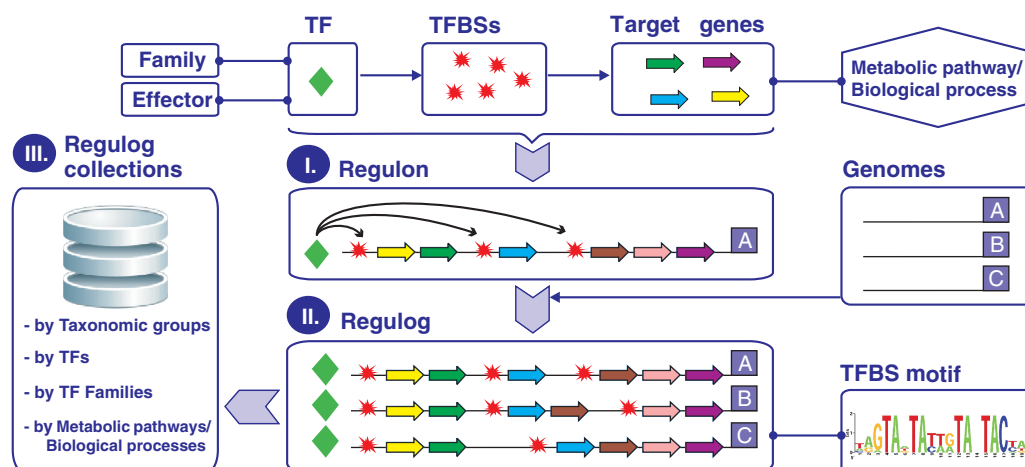 TF
TFBSs
Target genes
Family
Effector
Metabolic pathway/
Biological process
III. Regulog
collections
I. Regulon
Genomes
A
A
B
C
II. Regulog
- by Taxonomic groups
- by TFs
- by TF Families
- by Metabolic pathways/
Biological processes
A
B
C
TFBS motif